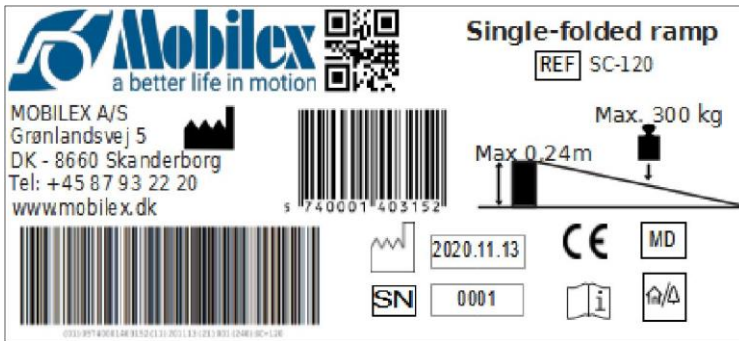 Mobilex
a better life in motion
MOBILEX A/S
Grønlandsvej 5
DK - 8660 Skanderborg
Tel: +45 87 93 22 20
www.mobilex.dk
5 740001 403152
Single-folded ramp
REF SC-120
Max. 300 kg
Max 0,24m
2020.11.13
CE
MD
SN
0001
i